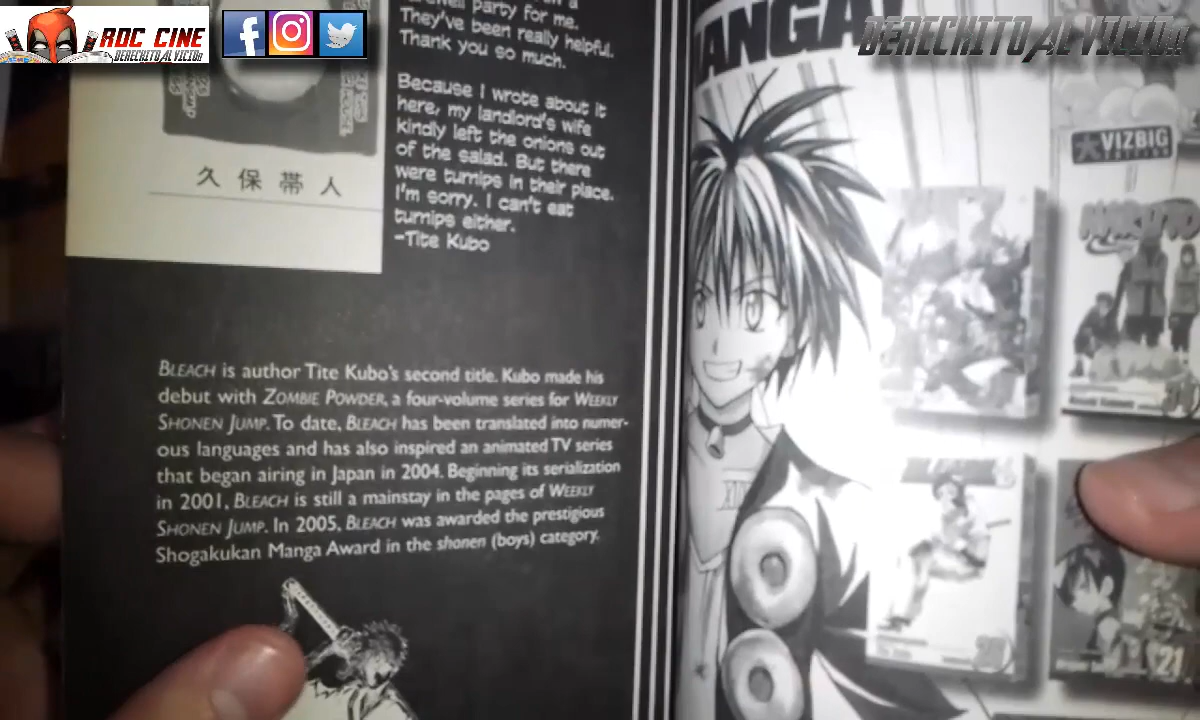 RDC CINE
DERECHITO AL VICIO!!
DERECHITO AL VICIO!!
party for me.
They've been really helpful.
Thank you so much.
Because I wrote about it
here, my landlord's wife
kindly left the onions out
of the salad. But there
were turnips in their place.
I'm sorry. I can't eat
turnips either.
-Tite Kubo
久保帯人
BLEACH is author Tite Kubo's second title. Kubo made his
debut with ZOMBIE POWDER, a four-volume series for WEEKLY
SHONEN JUMP. To date, BLEACH has been translated into numer-
ous languages and has also inspired an animated TV series
that began airing in Japan in 2004. Beginning its serialization
in 2001, BLEACH is still a mainstay in the pages of WEEKLY
SHONEN JUMP. In 2005, BLEACH was awarded the prestigious
Shogakukan Manga Award in the shonen (boys) category.
VIZBIG
EDITION
NARUTO
XIII
21